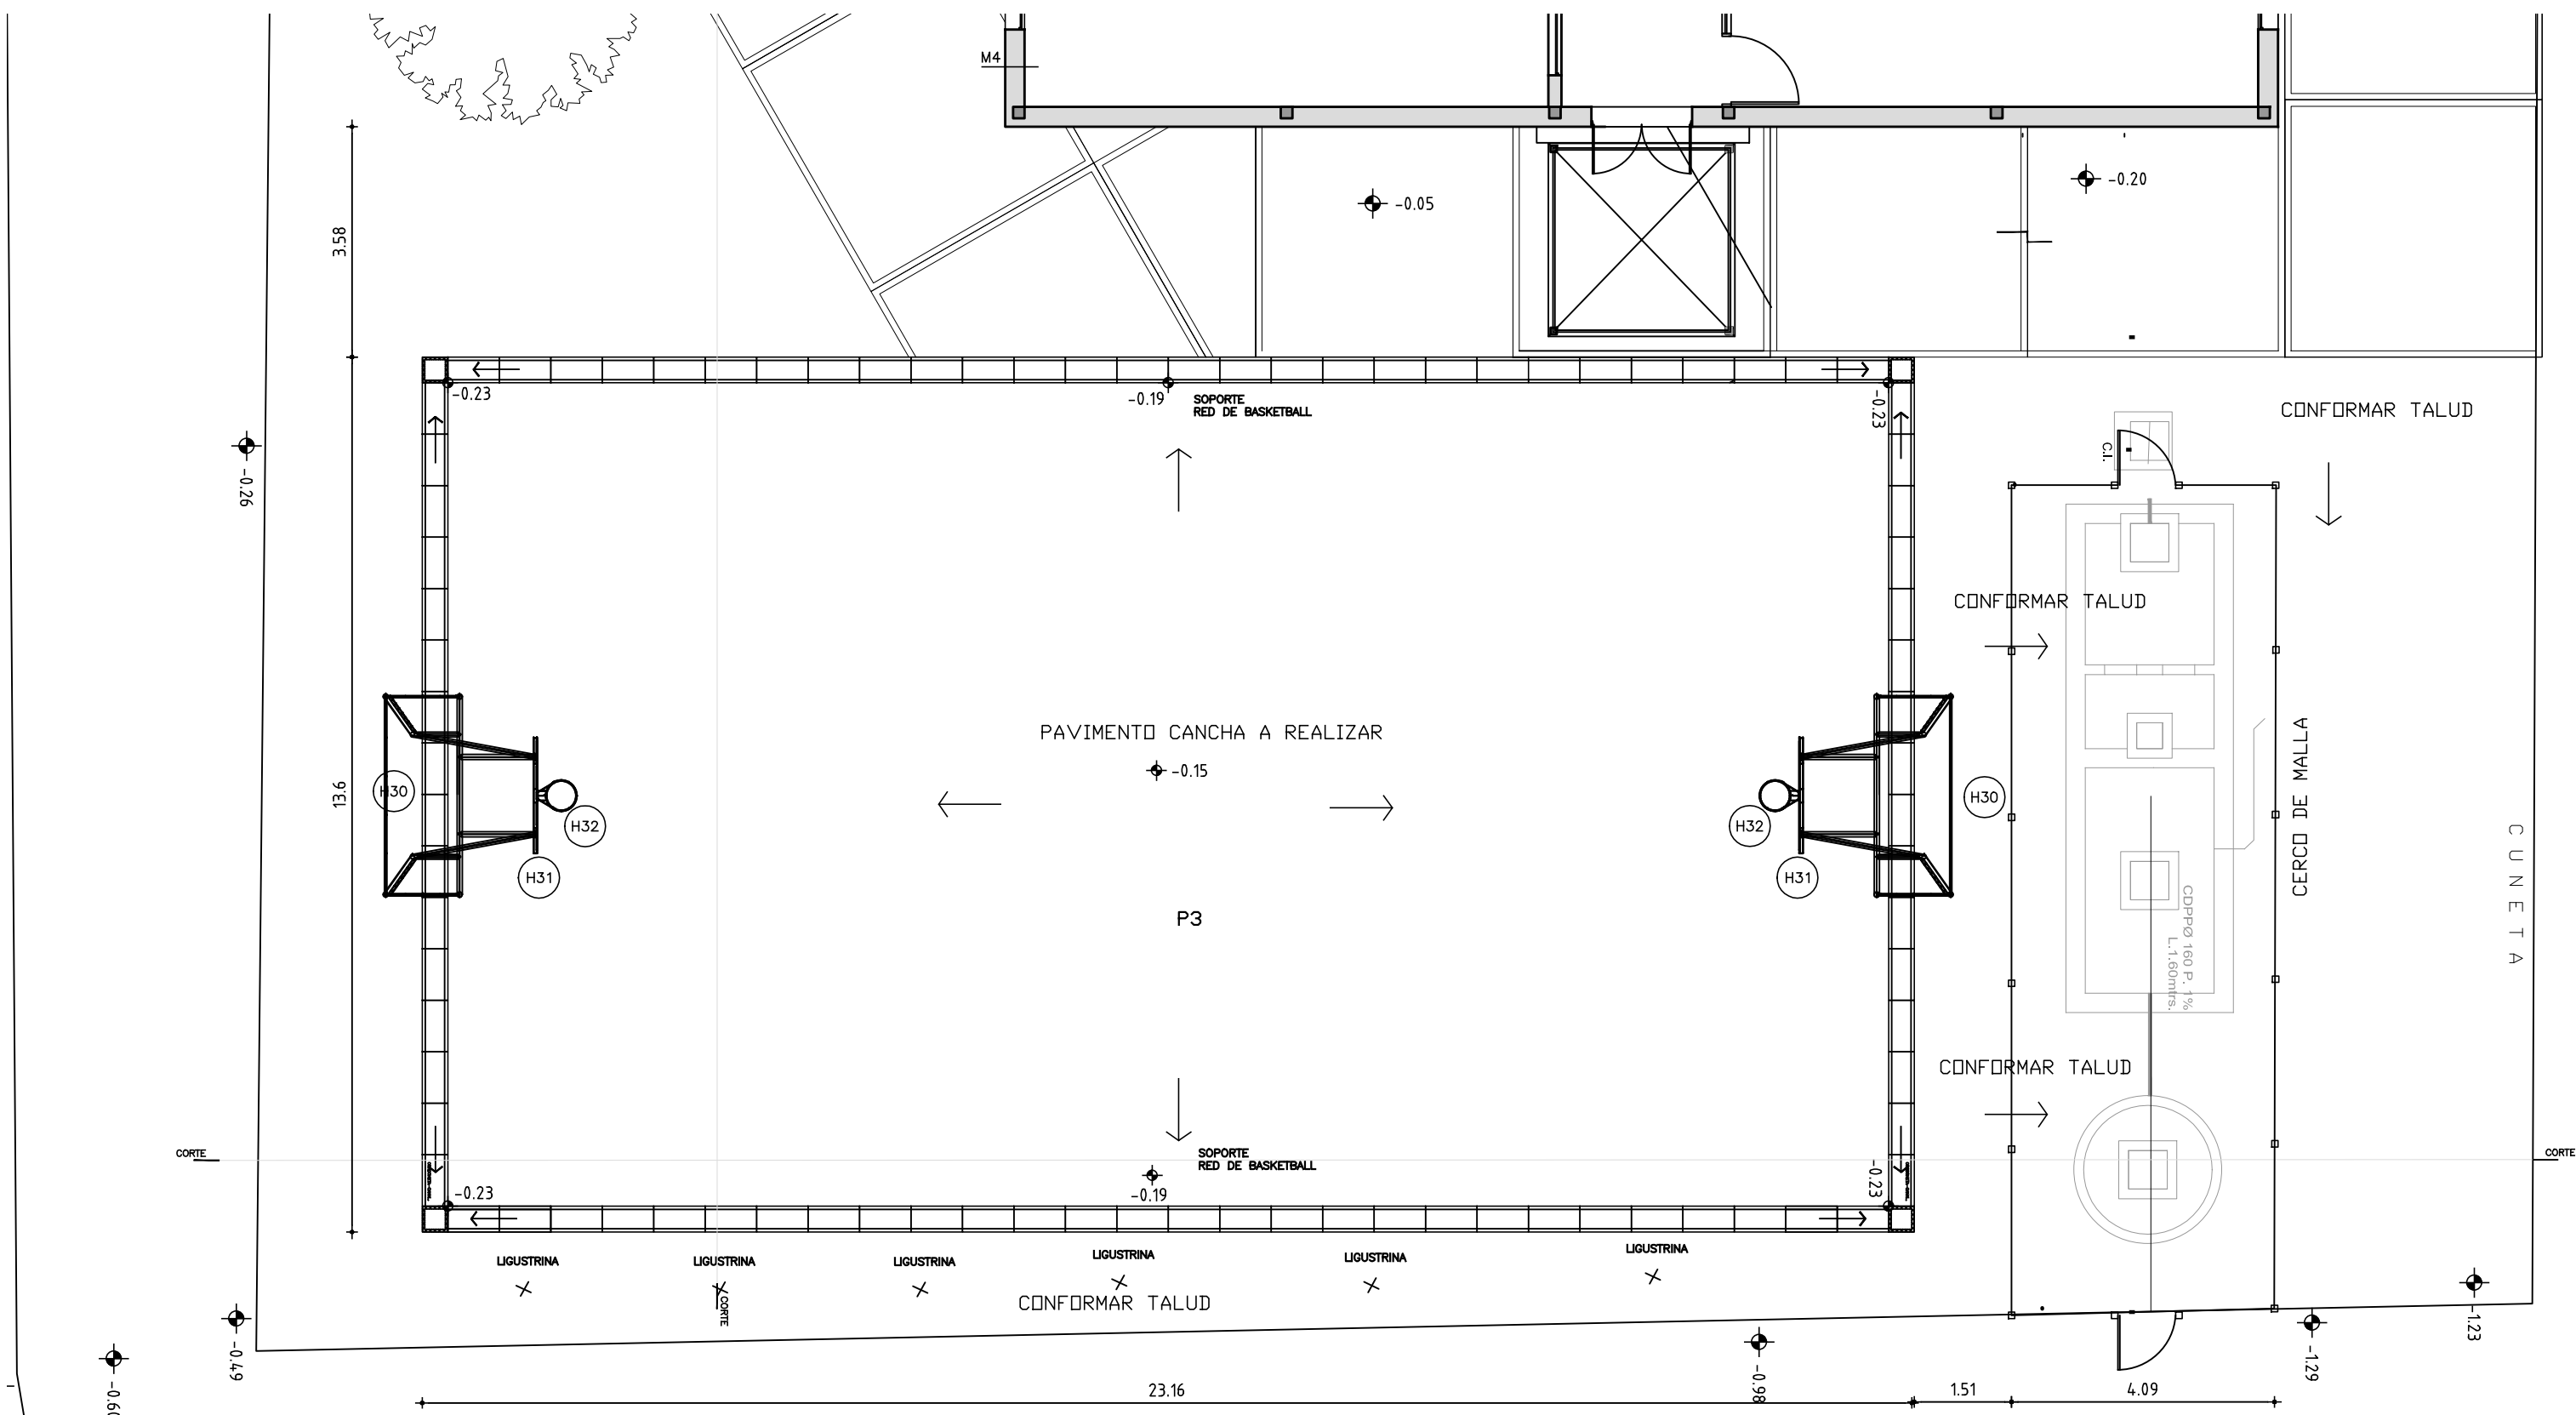 M4
-0.20
-0.05
3.58
-0.23
-0.19
SOPORTE
RED DE BASKETBALL
-0.23
CONFORMAR TALUD
C.I.
-0.26
CONFORMAR TALUD
PAVIMENTO CANCHA A REALIZAR
-0.15
CERCO DE MALLA
13.6
H30
H32
H31
H32
H30
H31
CUNETA
P3
CDPPØ 160 P. 1%
L.1.60mtrs.
CONFORMAR TALUD
CORTE
SOPORTE
RED DE BASKETBALL
CORTE
-0.23
-0.19
-0.23
LIGUSTRINA
LIGUSTRINA
LIGUSTRINA
LIGUSTRINA
LIGUSTRINA
LIGUSTRINA
CORTE
CONFORMAR TALUD
-0.49
-0.98
-1.29
-1.23
23.16
1.51
4.09